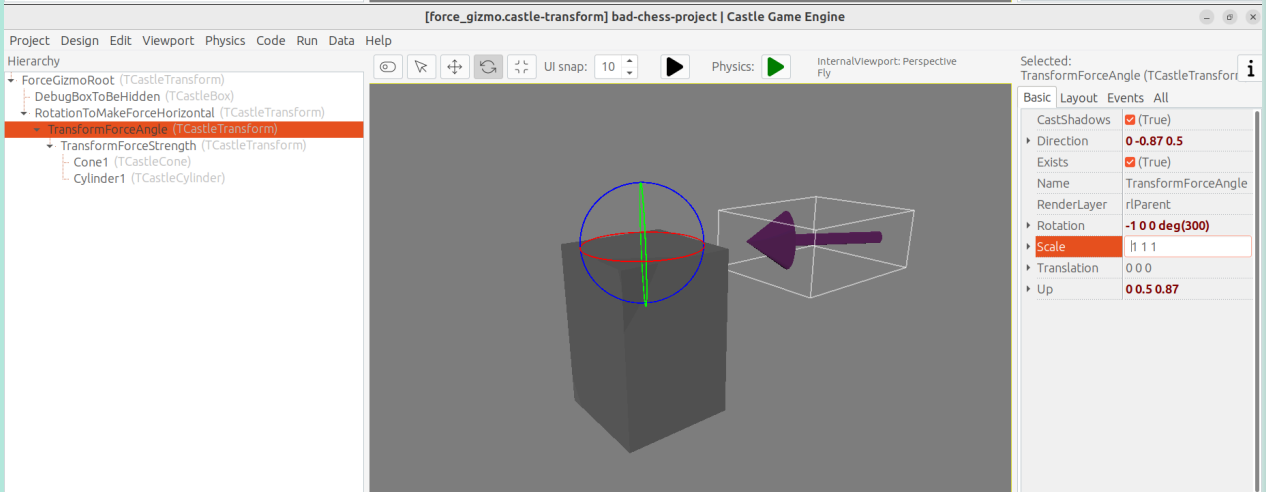 [force_gizmo.castle-transform] bad-chess-project | Castle Game Engine
Project Design Edit Viewport Physics Code Run Data Help
Hierarchy
ForceGizmoRoot (TCastleTransform)
DebugBoxToBeHidden (TCastleBox)
RotationToMakeForceHorizontal (TCastleTransform)
TransformForceAngle (TCastleTransform)
TransformForceStrength (TCastleTransform)
Cone1 (TCastleCone)
Cylinder1 (TCastleCylinder)
UI snap: 10 Physics:
InternalViewport: Perspective
Fly
Selected:
TransformForceAngle (TCastleTransfor
i
Basic Layout Events All
CastShadows (True)
Direction 0 -0.87 0.5
Exists (True)
Name TransformForceAngle
RenderLayer rlParent
Rotation -1 0 0 deg(300)
Scale 1 1 1
Translation 0 0 0
Up 0 0.5 0.87